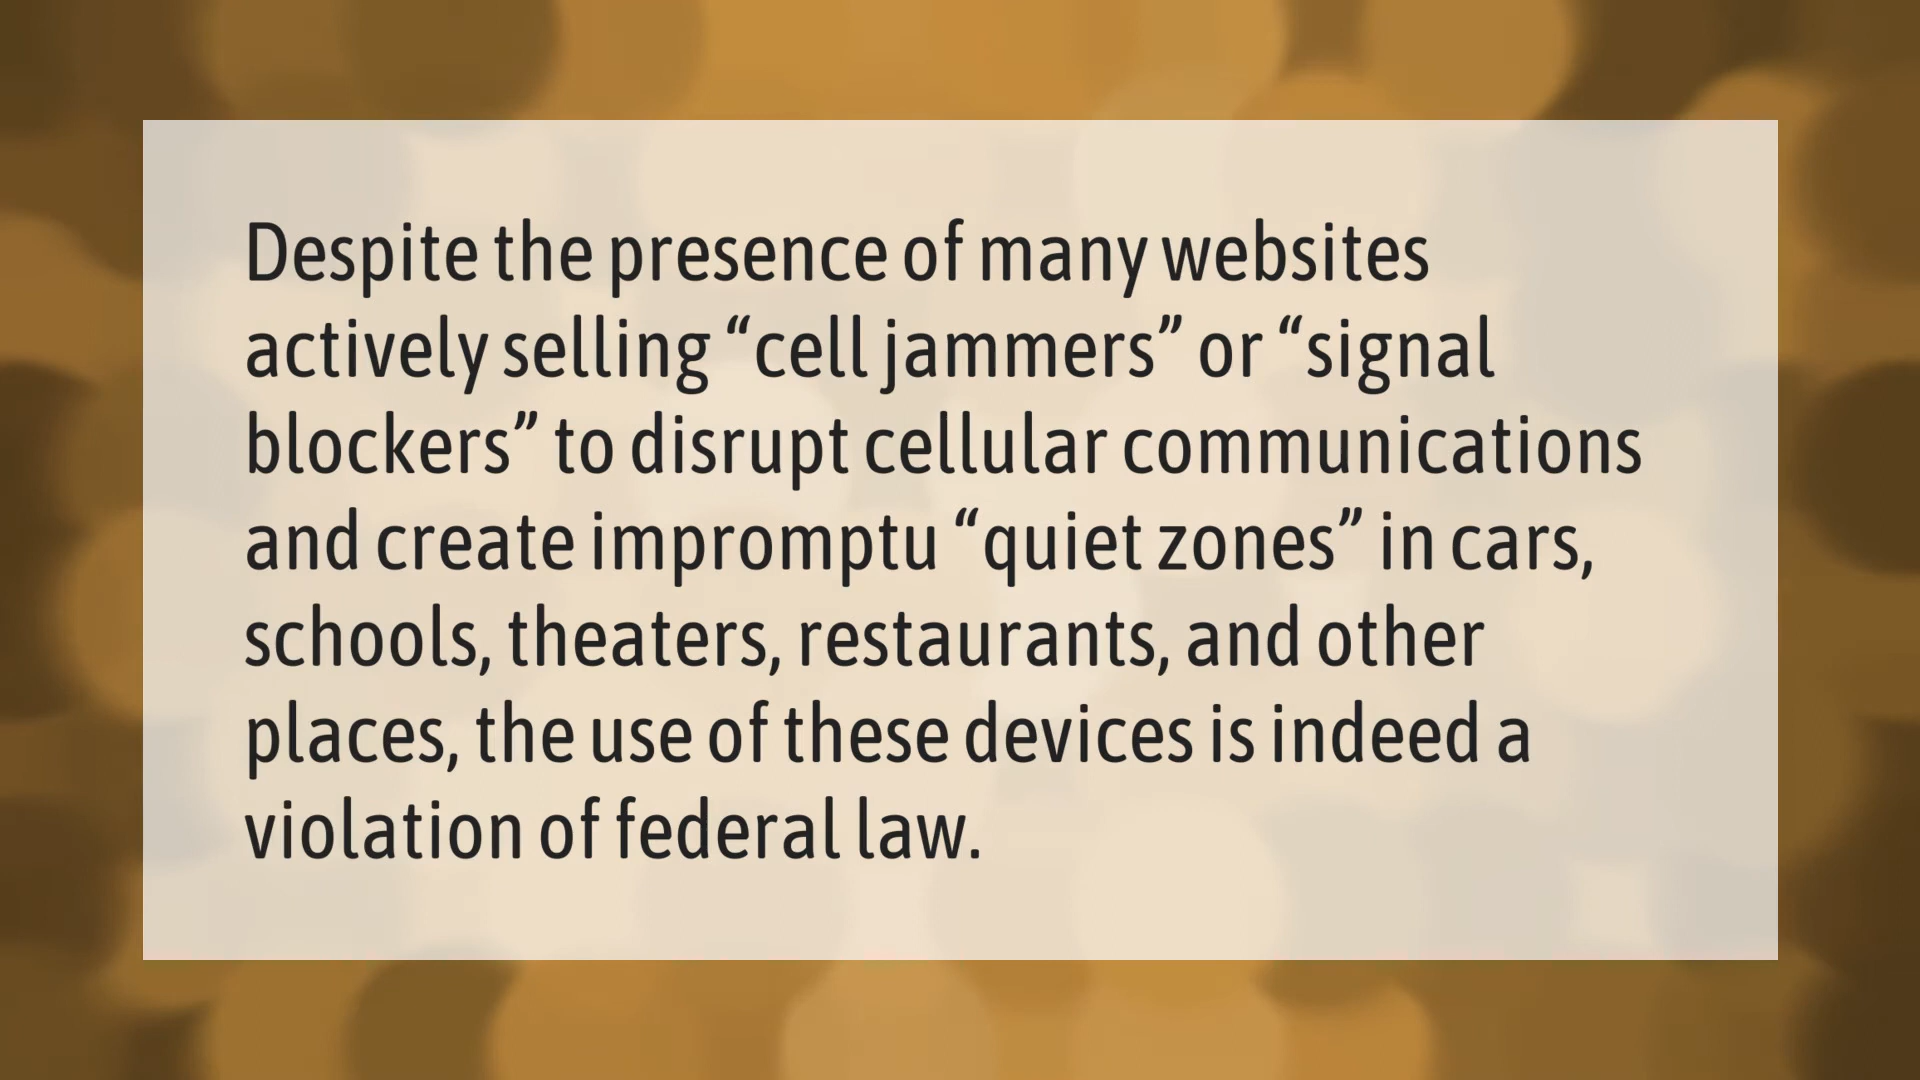 Despite the presence of many websites
actively selling “cell jammers” or “signal
blockers” to disrupt cellular communications
and create impromptu “quiet zones” in cars,
schools, theaters, restaurants, and other
places, the use of these devices is indeed a
violation of federal law.